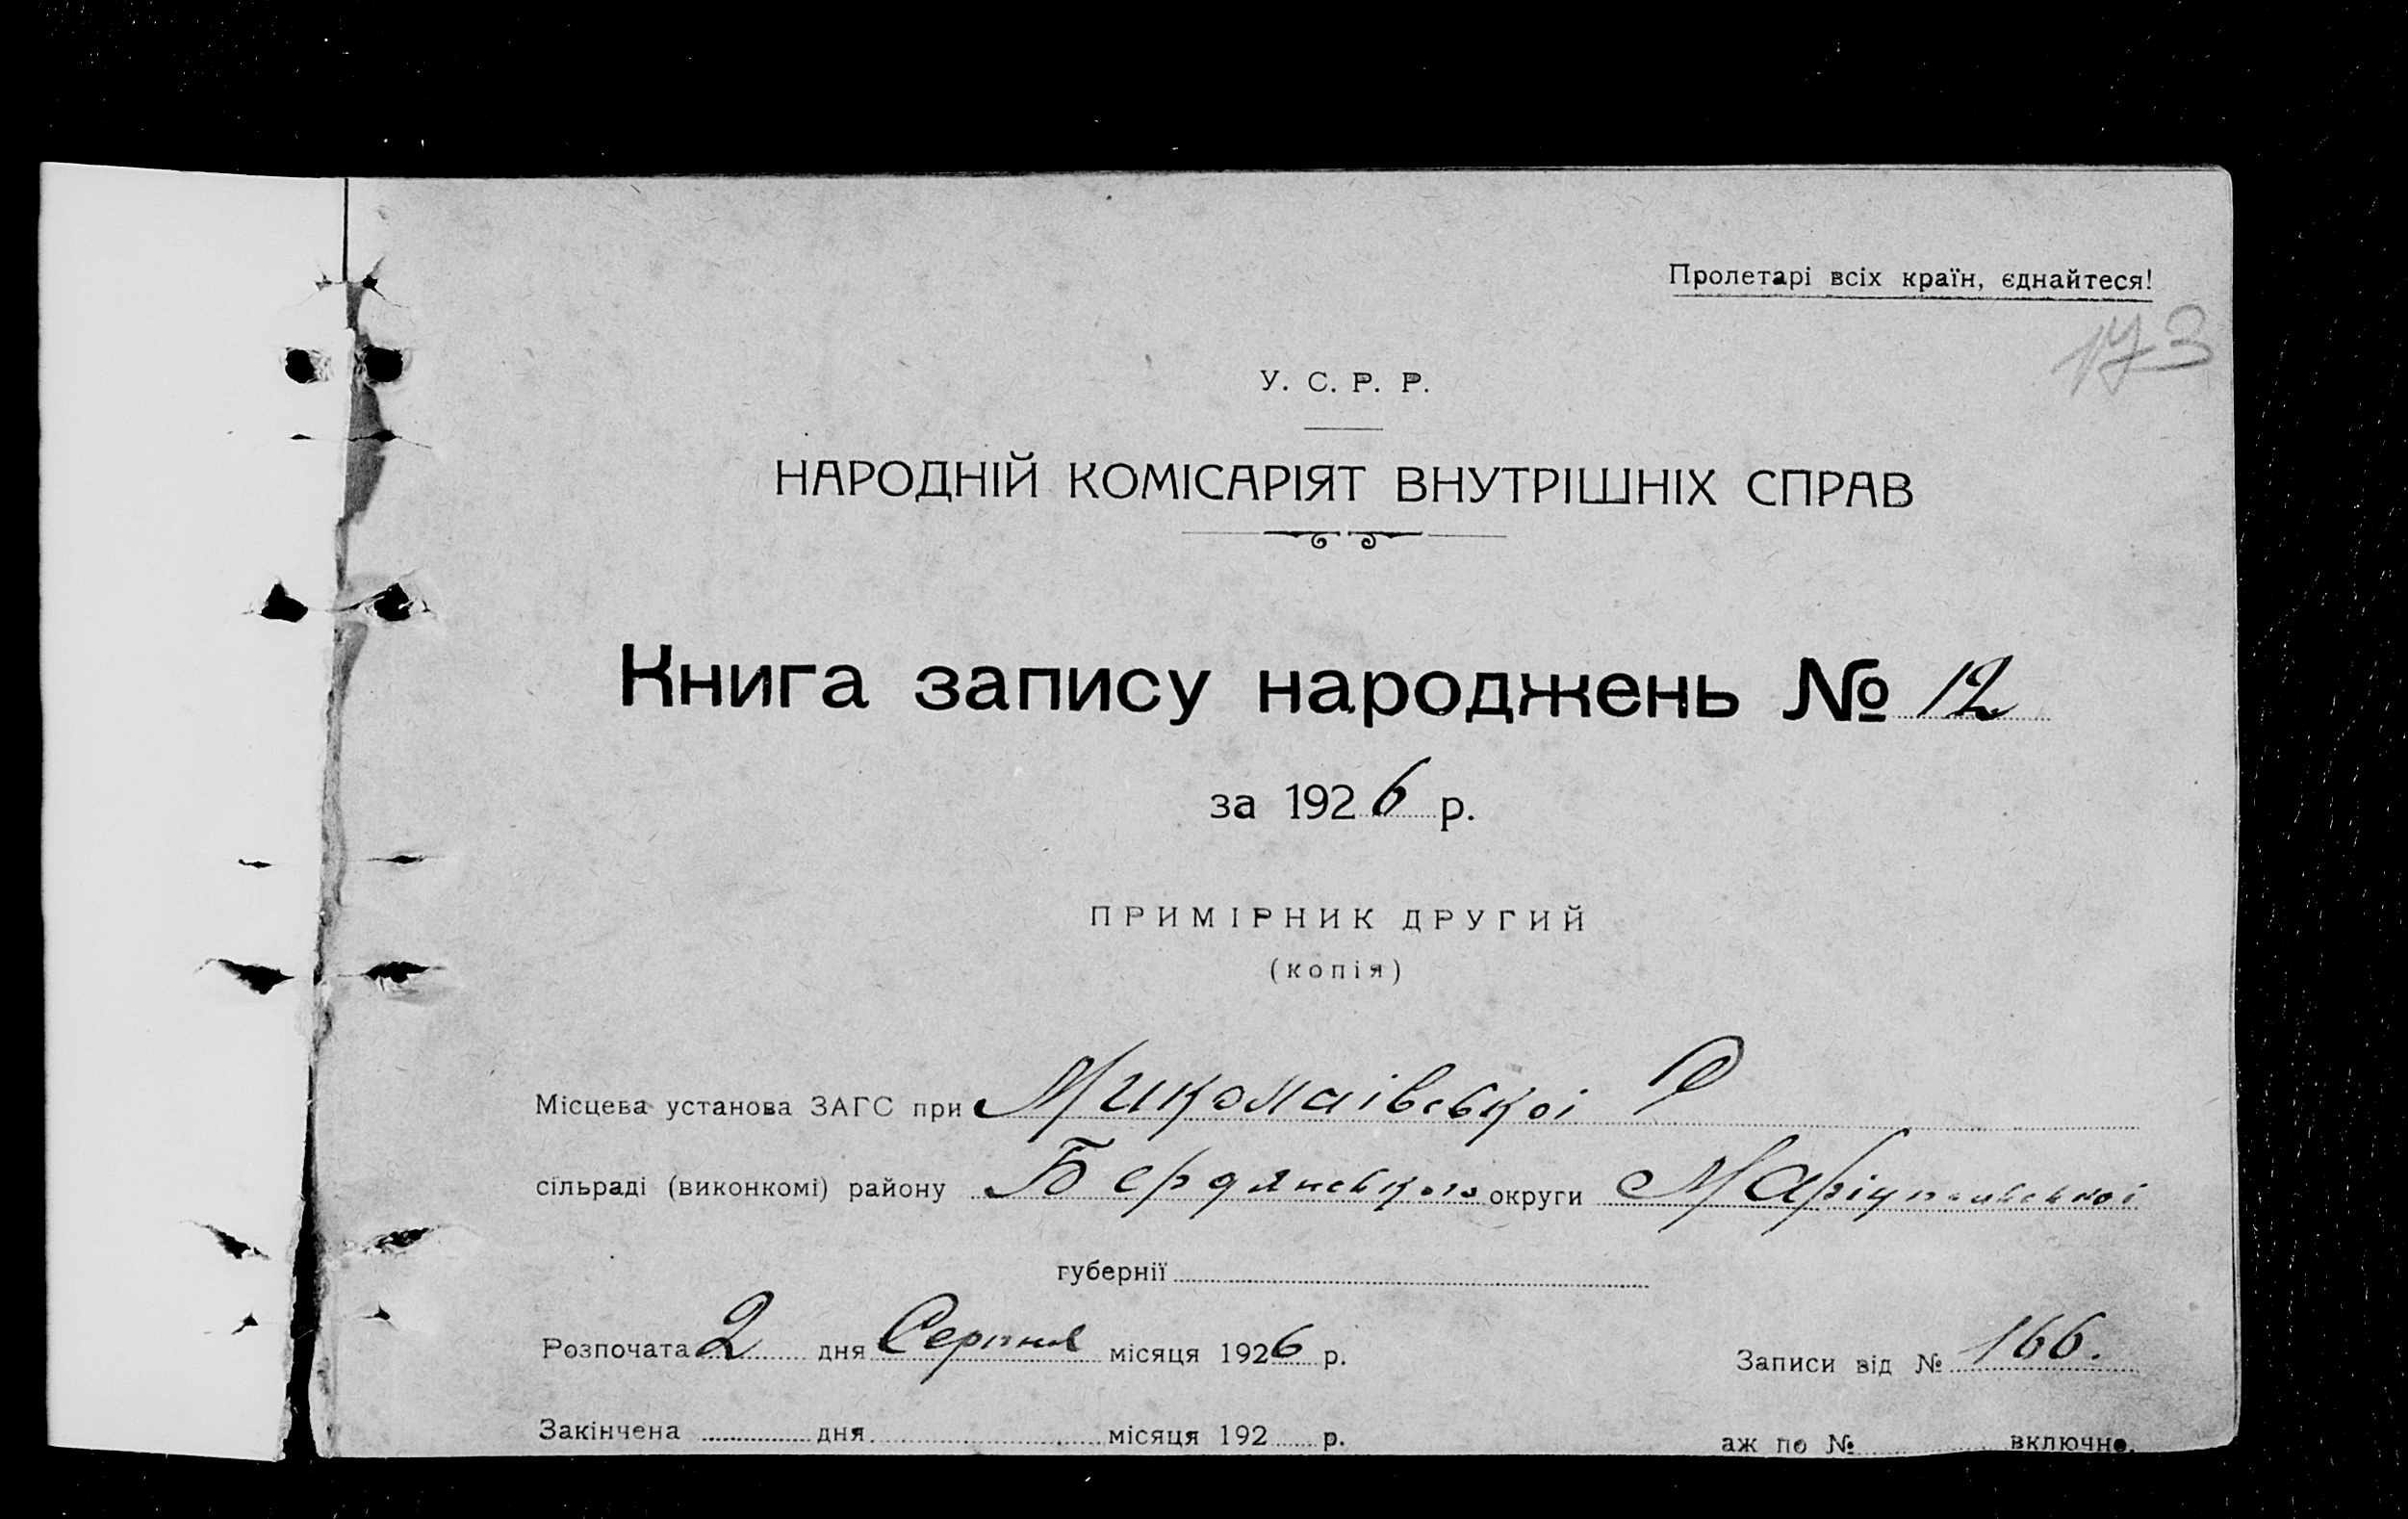 Пролетарі всіх країн, єднайтеся!
173
У. С. Р. Р.
НАРОДНІЙ КОМІСАРІЯТ ВНУТРІШНІХ СПРАВ
Книга запису народжень № 12
за 1926 р.
ПРИМІРНИК ДРУГИЙ
(копія)
Місцева установа ЗАГС при Миколаівськоі Р
сільраді (виконкомі) району Бердянського округи Маріупольськоі
губернії
Розпочата 2 дня Серпня місяця 1926 р. Записи від № 166.
Закінчена дня місяця 192 р. аж по № включно.